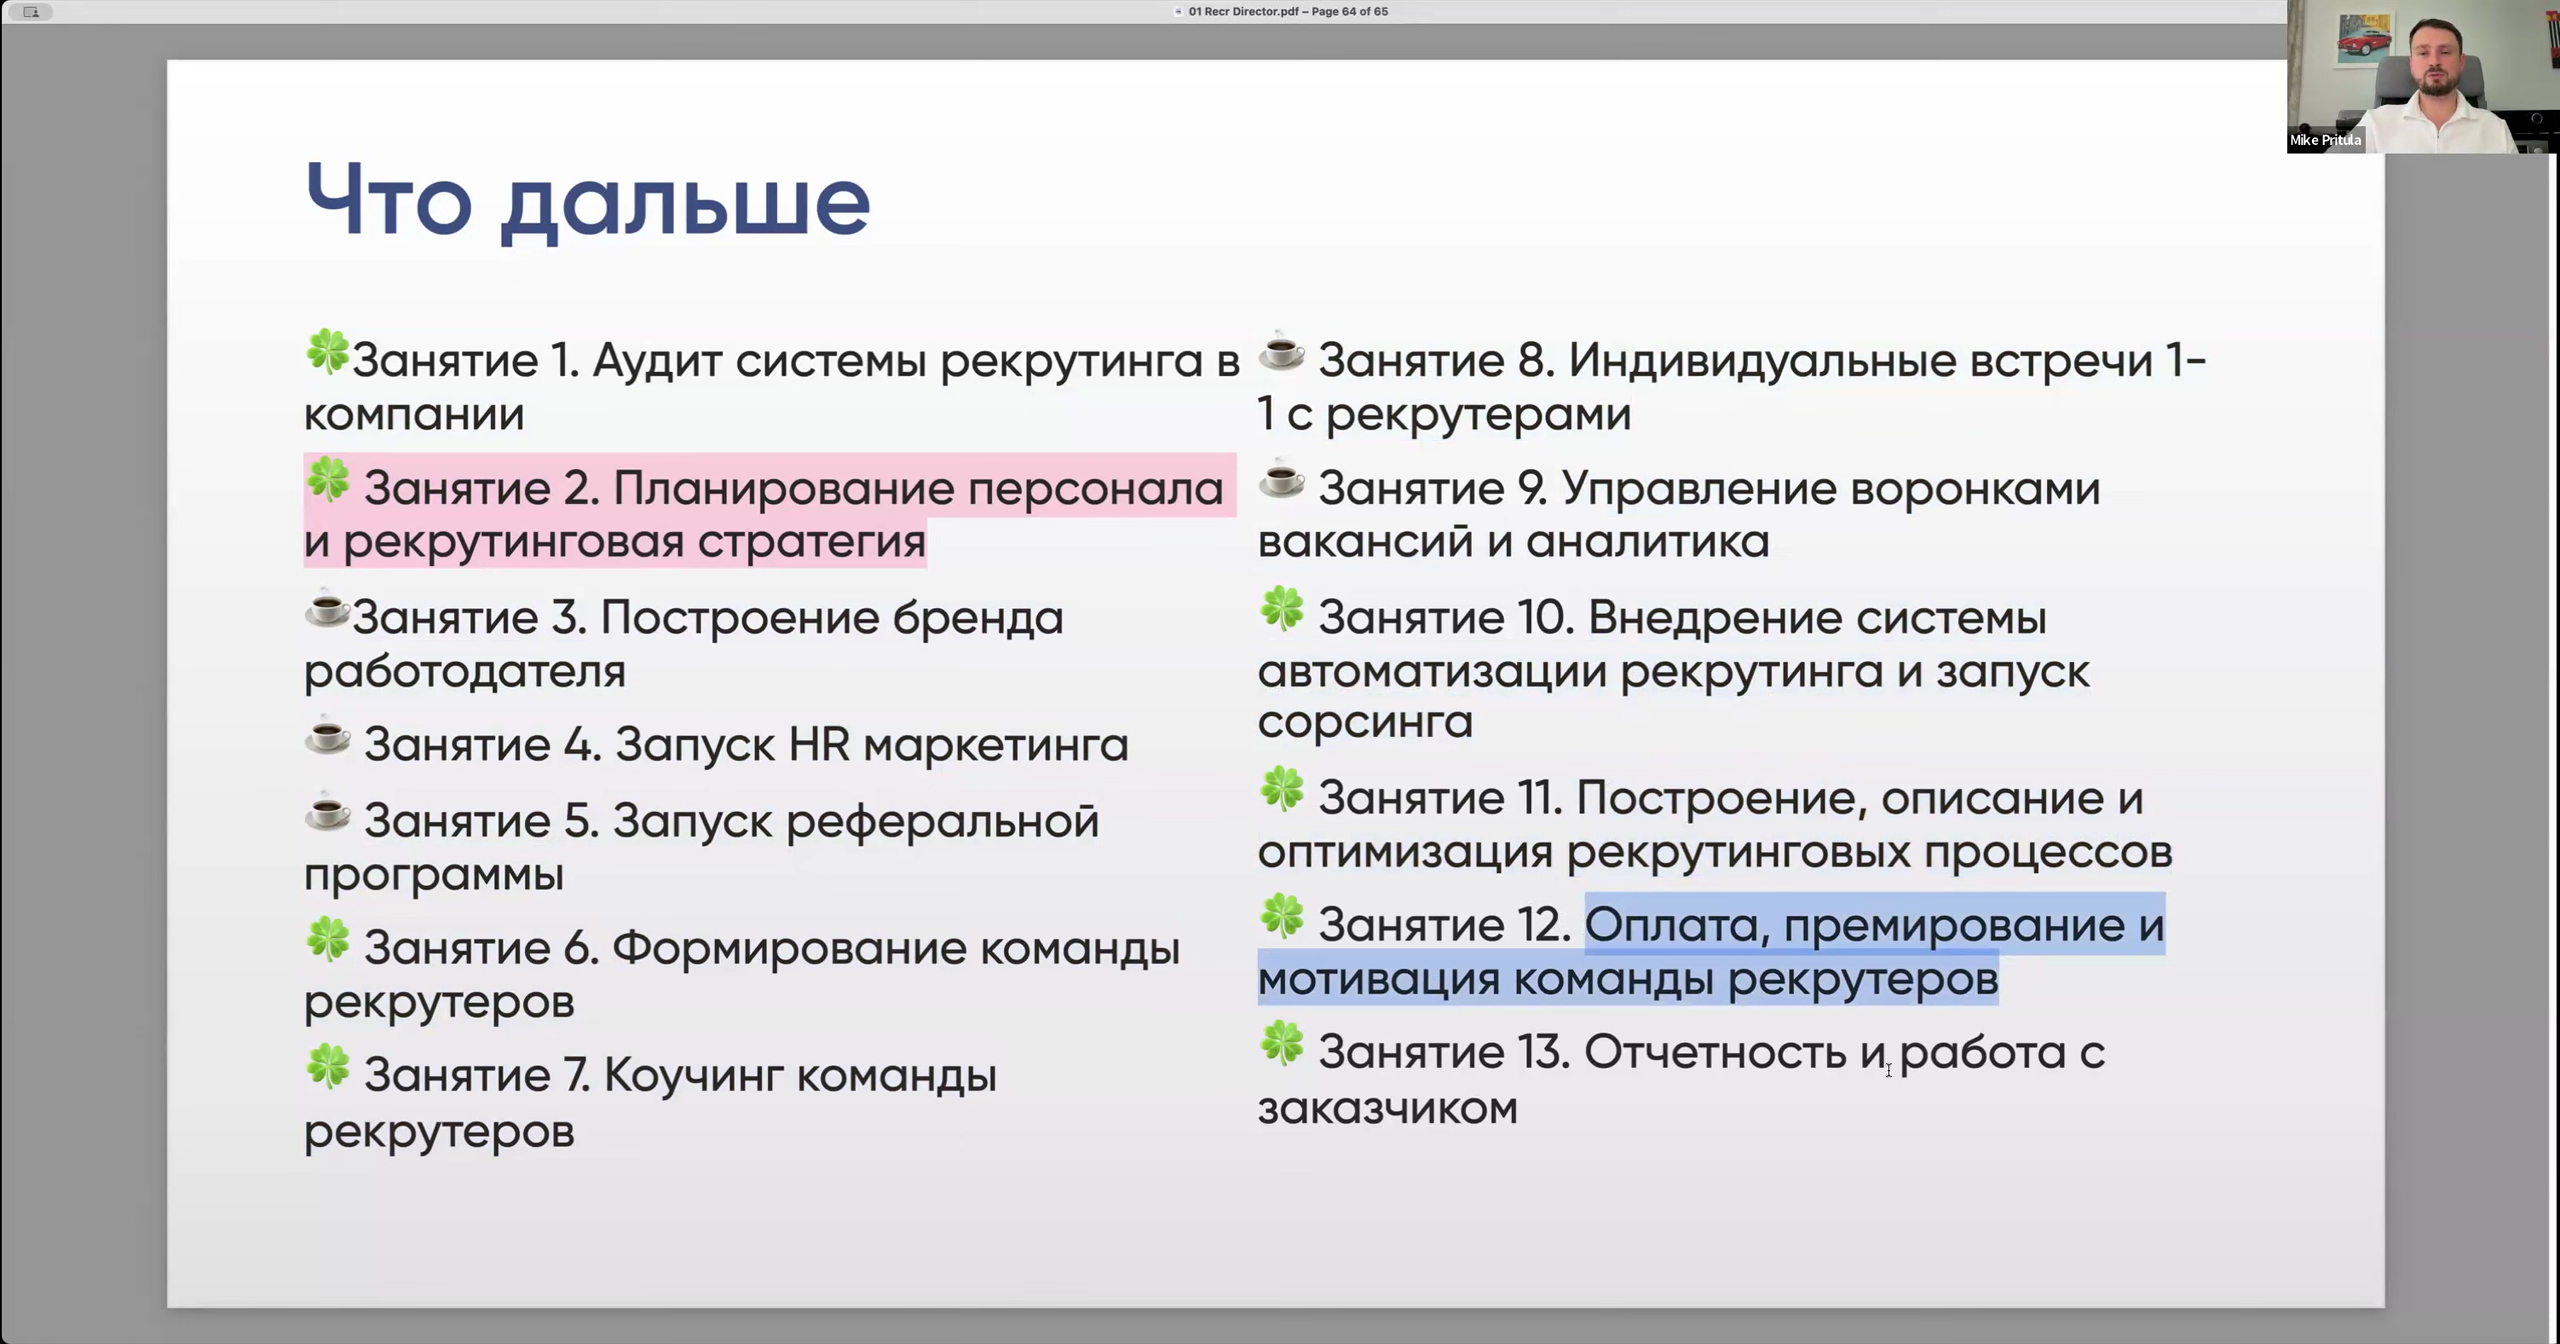 01 Recr Director.pdf – Page 64 of 65
Mike Pritula
Что дальше
🍀Занятие 1. Аудит системы рекрутинга в
компании
🍀 Занятие 2. Планирование персонала
и рекрутинговая стратегия
☕Занятие 3. Построение бренда
работодателя
☕ Занятие 4. Запуск HR маркетинга
☕ Занятие 5. Запуск реферальной
программы
🍀 Занятие 6. Формирование команды
рекрутеров
🍀 Занятие 7. Коучинг команды
рекрутеров
☕ Занятие 8. Индивидуальные встречи 1-
1 с рекрутерами
☕ Занятие 9. Управление воронками
вакансий и аналитика
🍀 Занятие 10. Внедрение системы
автоматизации рекрутинга и запуск
сорсинга
🍀 Занятие 11. Построение, описание и
оптимизация рекрутинговых процессов
🍀 Занятие 12. Оплата, премирование и
мотивация команды рекрутеров
🍀 Занятие 13. Отчетность и работа с
заказчиком